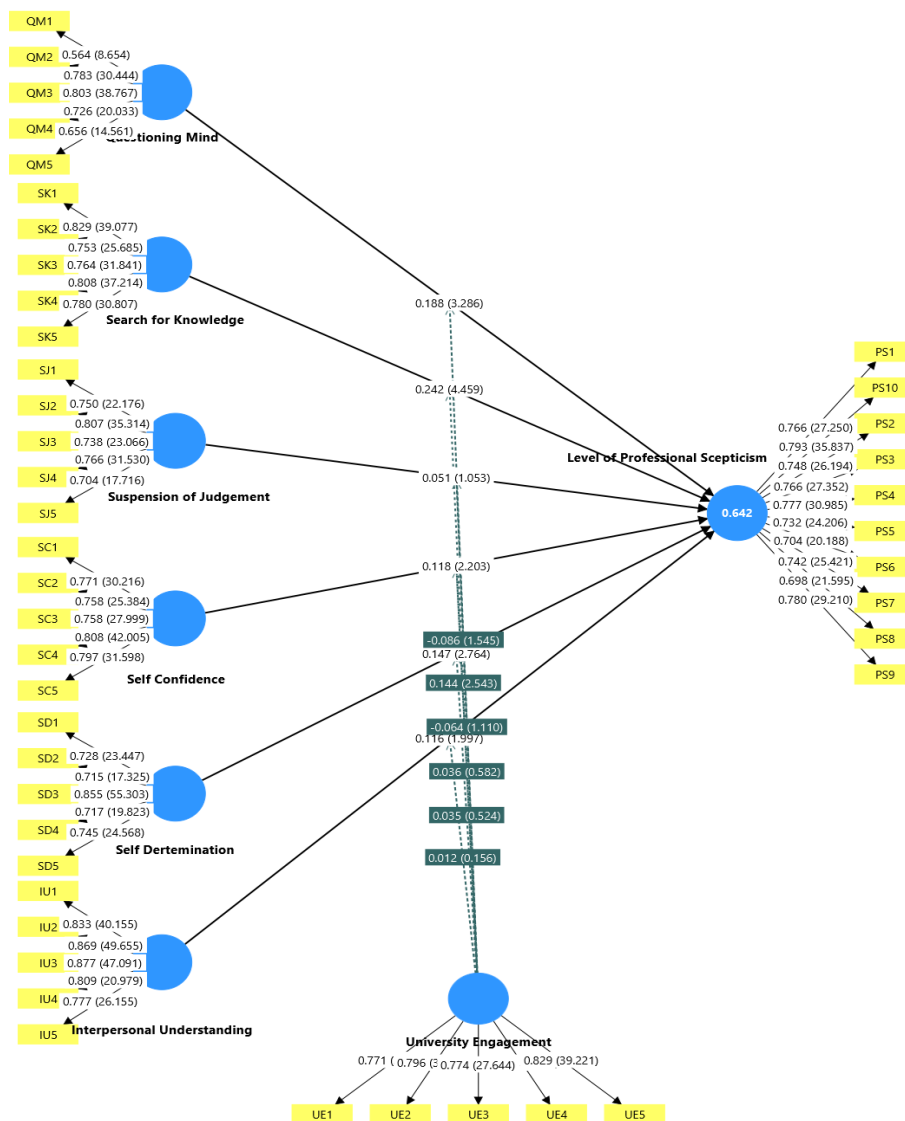 QM1
0.564 (8.654)
QM2
0.783 (30.444)
QM3
0.803 (38.767)
0.726 (20.033)
QM4
0.656 (14.561)
Questioning Mind
QM5
SK1
0.829 (39.077)
SK2
0.753 (25.685)
SK3
0.764 (31.841)
0.808 (37.214)
SK4
0.780 (30.807)
Search for Knowledge
SK5
SJ1
0.750 (22.176)
SJ2
0.807 (35.314)
SJ3
0.738 (23.066)
0.766 (31.530)
SJ4
0.704 (17.716)
Suspension of Judgement
SJ5
SC1
0.771 (30.216)
SC2
0.758 (25.384)
SC3
0.758 (27.999)
0.808 (42.005)
SC4
0.797 (31.598)
Self Confidence
SC5
SD1
0.728 (23.447)
SD2
0.715 (17.325)
SD3
0.855 (55.303)
0.717 (19.823)
SD4
0.745 (24.568)
Self Dertemination
SD5
IU1
0.833 (40.155)
IU2
0.869 (49.655)
IU3
0.877 (47.091)
0.809 (20.979)
IU4
0.777 (26.155)
Interpersonal Understanding
IU5
0.188 (3.286)
0.242 (4.459)
0.051 (1.053)
0.118 (2.203)
-0.086 (1.545)
0.147 (2.764)
0.144 (2.543)
-0.064 (1.110)
0.116 (1.997)
0.036 (0.582)
0.035 (0.524)
0.012 (0.156)
University Engagement
0.771 (
0.796 (3
0.774 (27.644)
0.829 (39.221)
UE1
UE2
UE3
UE4
UE5
Level of Professional Scepticism
0.642
PS1
PS10
0.766 (27.250)
PS2
0.793 (35.837)
0.748 (26.194)
PS3
0.766 (27.352)
PS4
0.777 (30.985)
0.732 (24.206)
PS5
0.704 (20.188)
0.742 (25.421)
PS6
0.698 (21.595)
0.780 (29.210)
PS7
PS8
PS9